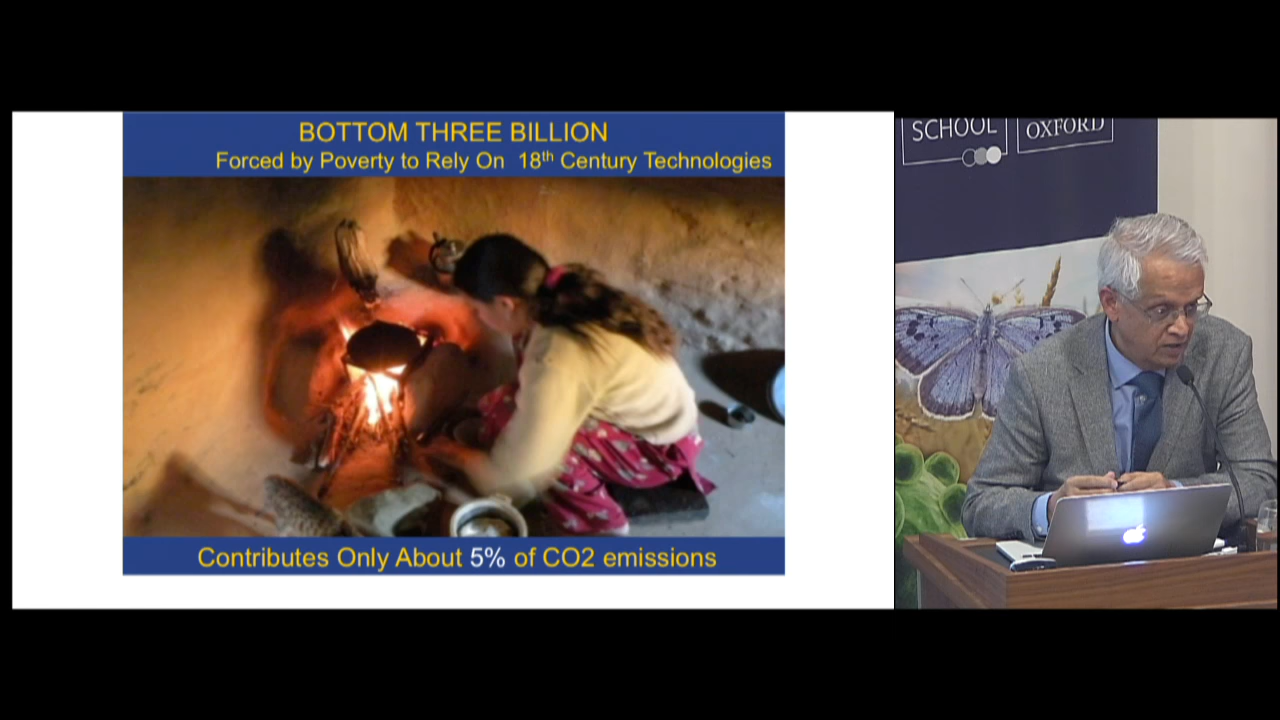 BOTTOM THREE BILLION
Forced by Poverty to Rely On 18th Century Technologies
Contributes Only About 5% of CO2 emissions
SCHOOL
OXFORD